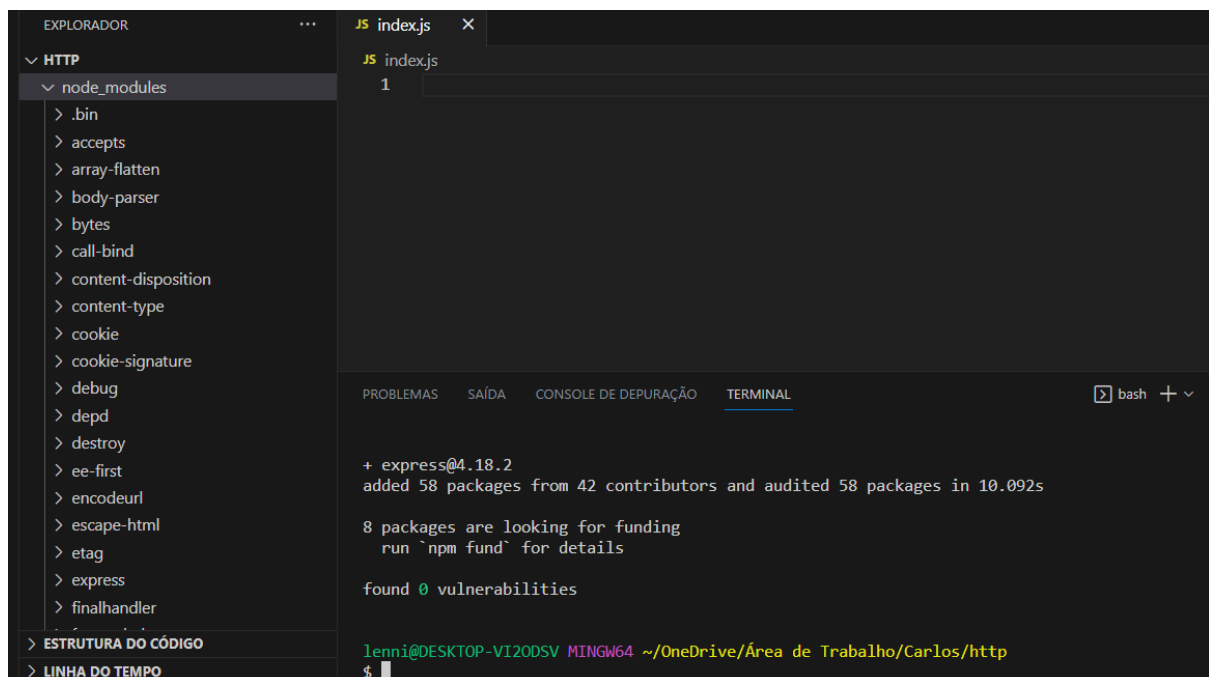 EXPLORADOR ...
HTTP
node_modules
.bin
accepts
array-flatten
body-parser
bytes
call-bind
content-disposition
content-type
cookie
cookie-signature
debug
depd
destroy
ee-first
encodeurl
escape-html
etag
express
finalhandler
ESTRUTURA DO CÓDIGO
LINHA DO TEMPO
JS index.js
JS index.js
1
PROBLEMAS SAÍDA CONSOLE DE DEPURAÇÃO TERMINAL bash
+ express@4.18.2
added 58 packages from 42 contributors and audited 58 packages in 10.092s
8 packages are looking for funding
run `npm fund` for details
found 0 vulnerabilities
lenni@DESKTOP-VI2ODSV MINGW64 ~/OneDrive/Área de Trabalho/Carlos/http
$